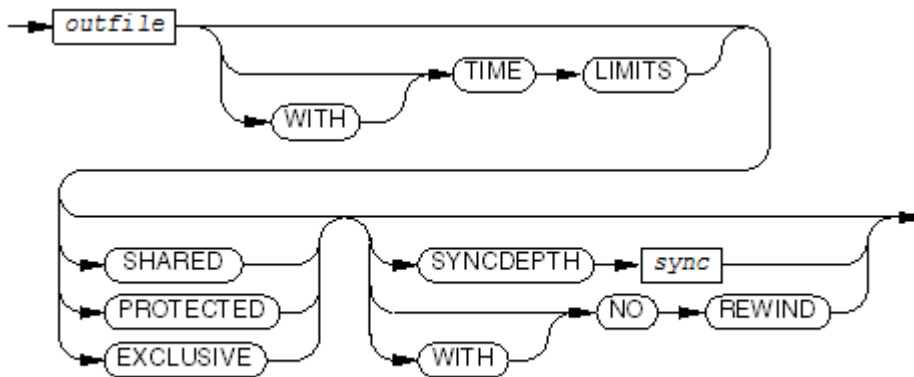 outfile
TIME LIMITS
WITH
SHARED SYNCDEPTH sync
PROTECTED NO REWIND
EXCLUSIVE WITH